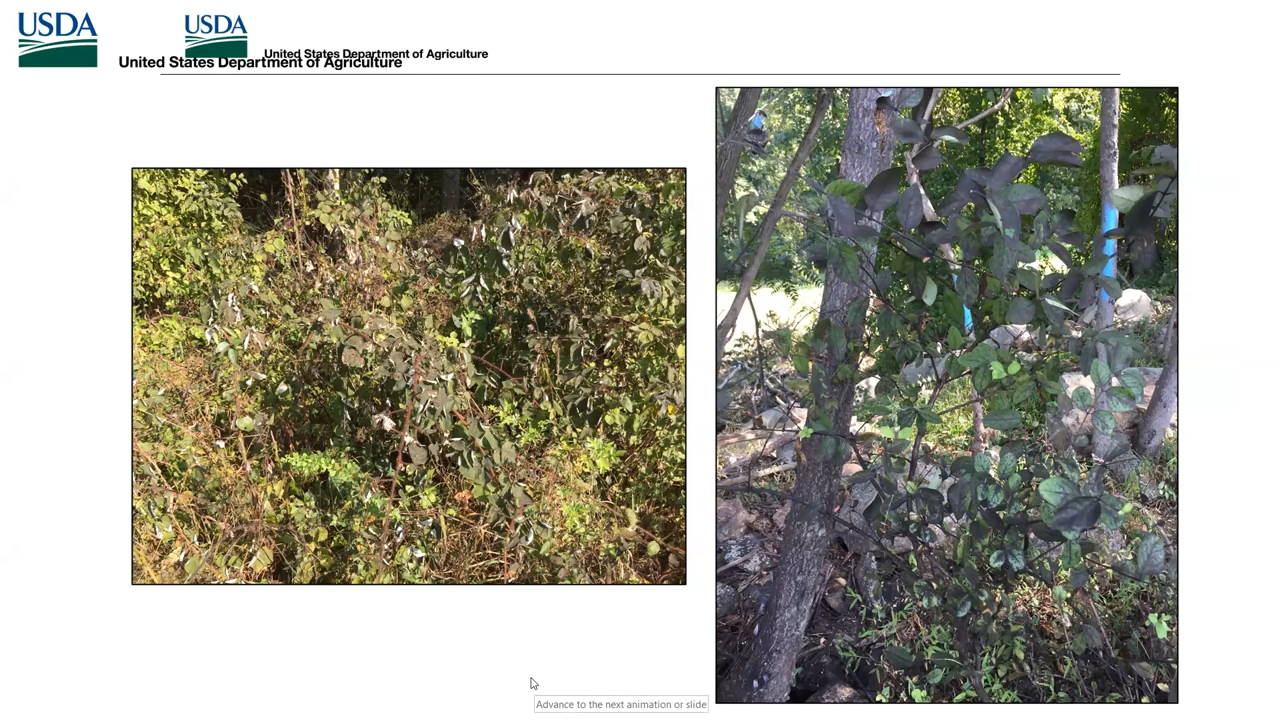 USDA
USDA
United States Department of Agriculture
United States Department of Agriculture
Advance to the next animation or slide